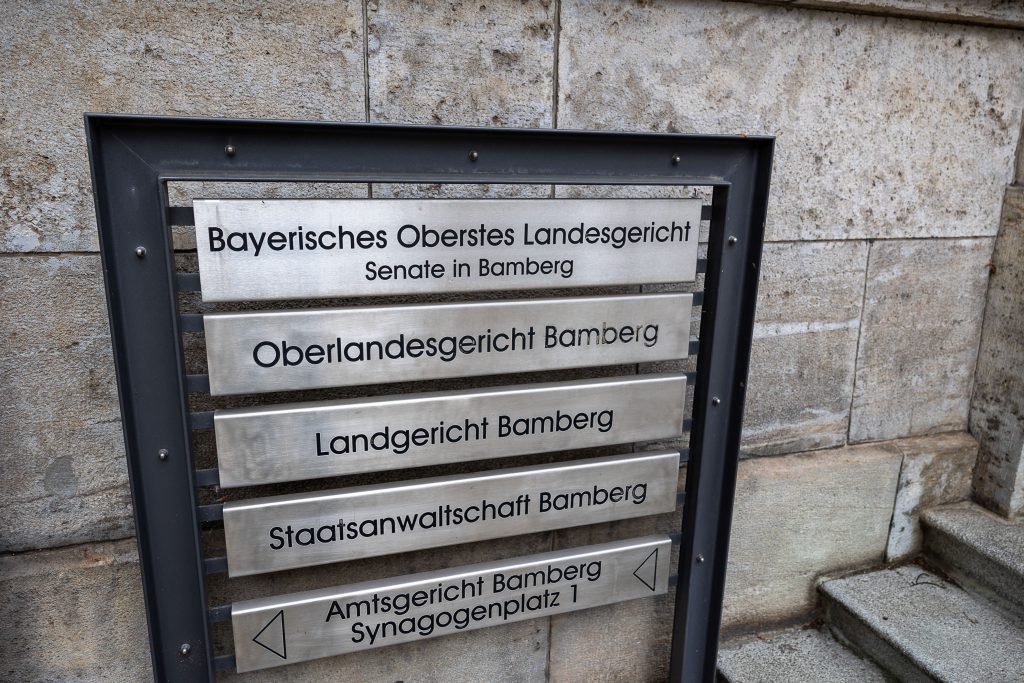 Bayerisches Oberstes Landesgericht
Senate in Bamberg
Oberlandesgericht Bamberg
Landgericht Bamberg
Staatsanwaltschaft Bamberg
Amtsgericht Bamberg
Synagogenplatz 1